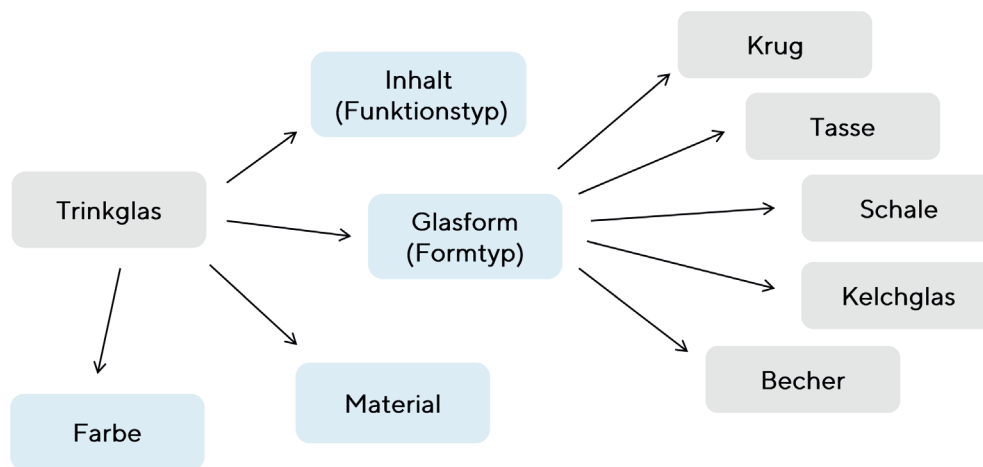 Krug
Inhalt
(Funktionstyp)
Tasse
Trinkglas
Glasform
(Formtyp)
Schale
Kelchglas
Becher
Material
Farbe